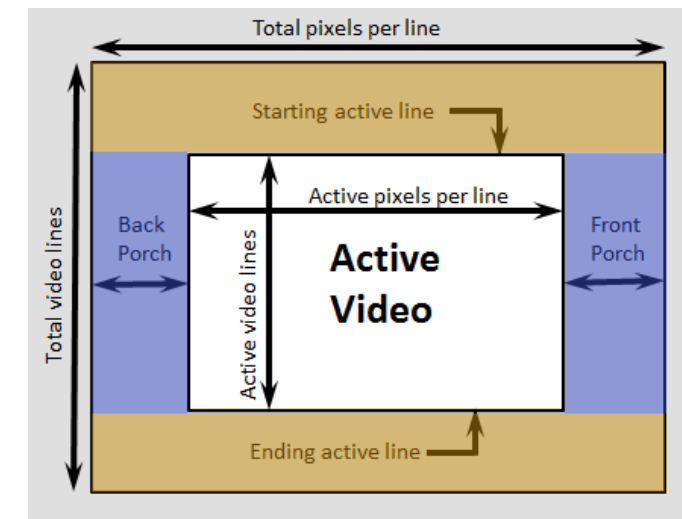 Total pixels per line
Starting active line
Active pixels per line
Back
Porch
Front
Porch
Total video lines
Active video lines
Active
Video
Ending active line